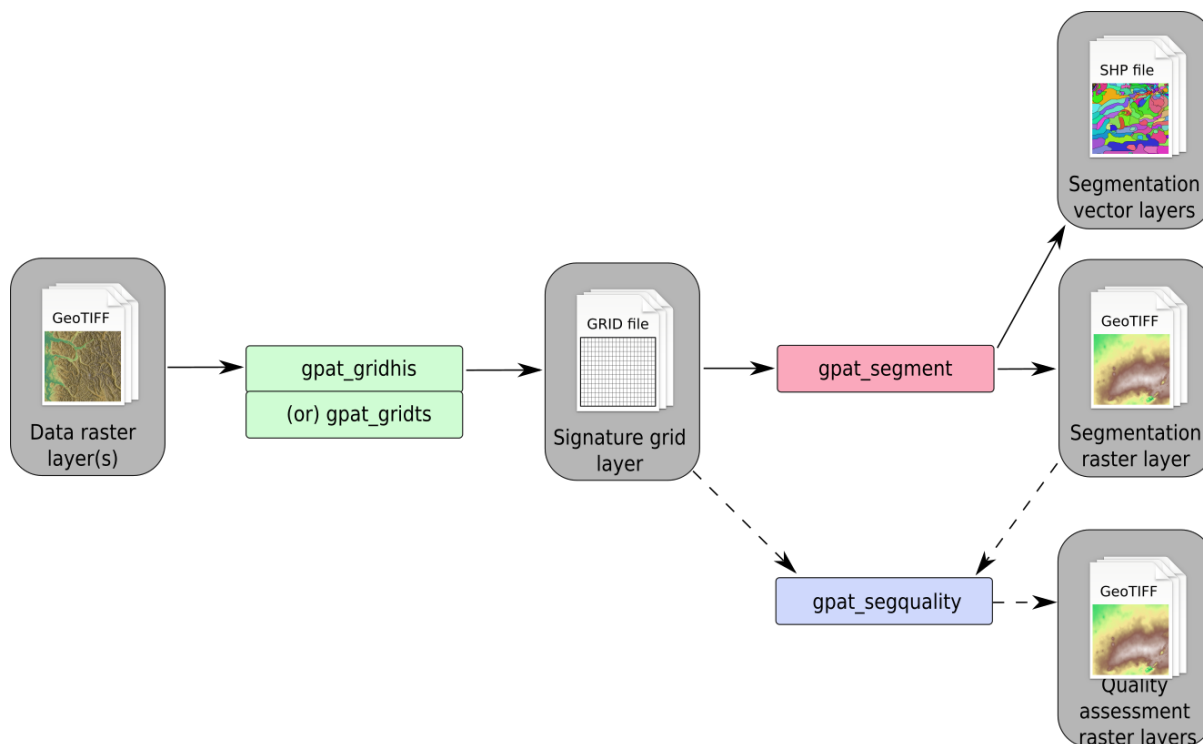 SHP file
Segmentation
vector layers
GeoTIFF
Data raster
layer(s)
gpat_gridhis
(or) gpat_gridts
GRID file
Signature grid
layer
gpat_segment
GeoTIFF
Segmentation
raster layer
gpat_segquality
GeoTIFF
Quality
assessment
raster layers